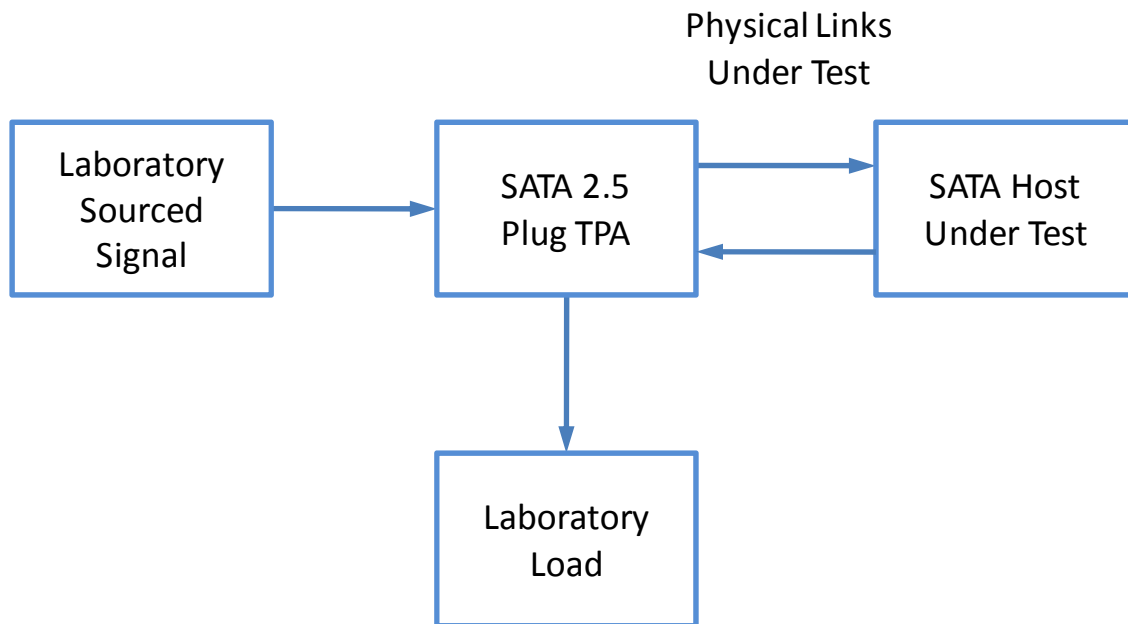 Physical Links
Under Test
Laboratory
Sourced
Signal
SATA 2.5
Plug TPA
SATA Host
Under Test
Laboratory
Load